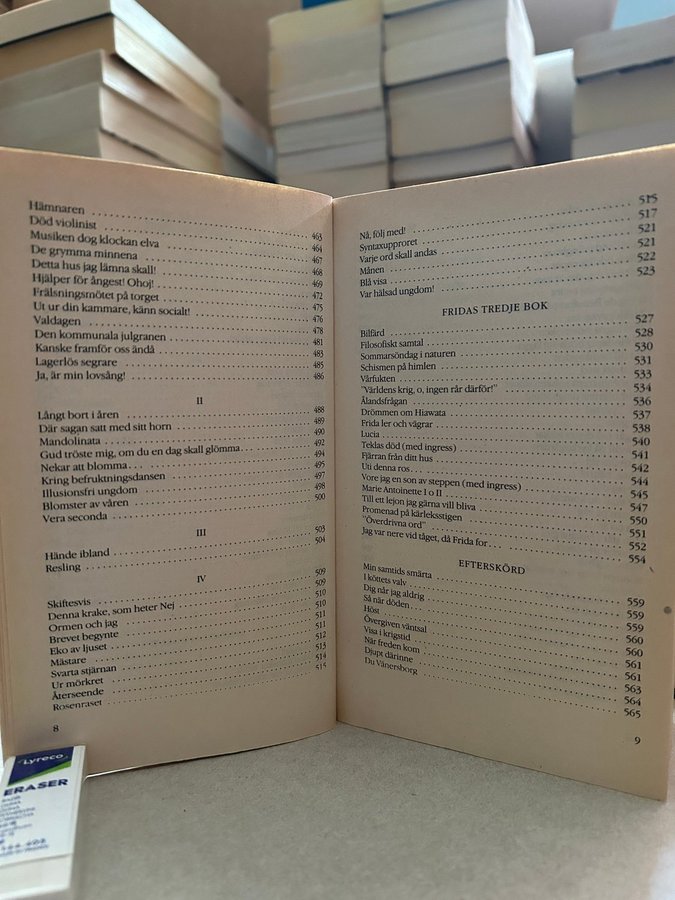 Hämnaren 463
Död violinist 464
Musiken dog klockan elva 467
De grymma minnena 468
Detta hus jag lämna skall! 469
Hjälper för ångest! Ohoj! 472
Frälsningsmötet på torget 475
Ut ur din kammare, känn socialt! 476
Valdagen 478
Den kommunala julgranen 481
Kanske framför oss ändå 483
Lagerlös segrare 485
Ja, är min lovsång! 486
II
Långt bort i åren 488
Där sagan satt med sitt horn 489
Mandolinata 490
Gud tröste mig, om du en dag skall glömma 492
Nekar att blomma 494
Kring befruktningsdansen 495
Illusionsfri ungdom 497
Blomster av våren 498
Vera seconda 500
III
Hände ibland 503
Resling 504
IV
Skiftesvis 509
Denna krake, som heter Nej 509
Ormen och jag 510
Brevet begynte 510
Eko av ljuset 511
Mästare 511
Svarta stjärnan 512
Ur mörkret 513
Återseende 514
Rosenraset 515
8
Nå, följ med! 515
Syntaxupproret 517
Varje ord skall andas 521
Månen 521
Blå visa 522
Var hälsad ungdom! 523
FRIDAS TREDJE BOK
Bilfärd 527
Filosofiskt samtal 528
Sommarsöndag i naturen 530
Schismen på himlen 531
Vårfukten 533
"Världens krig, o, ingen rår därför!" 534
Ålandsfrågan 536
Drömmen om Hiawata 537
Frida ler och vägrar 538
Lucia 540
Teklas död (med ingress) 541
Fjärran från ditt hus 542
Uti denna ros 544
Vore jag en son av steppen (med ingress) 545
Marie Antoinette I o II 547
Till ett lejon jag gärna vill bliva 550
Promenad på kärleksstigen 551
"Överdrivna ord" 552
Jag var nere vid tåget, då Frida for 554
EFTERSKÖRD
Min samtids smärta 559
I köttets valv 559
Dig når jag aldrig 559
Så när döden 560
Höst 560
Övergiven väntsal 561
Visa i krigstid 561
När freden kom 563
Djupt därinne 564
Du Vänersborg 565
9
Lyreco
ERASER